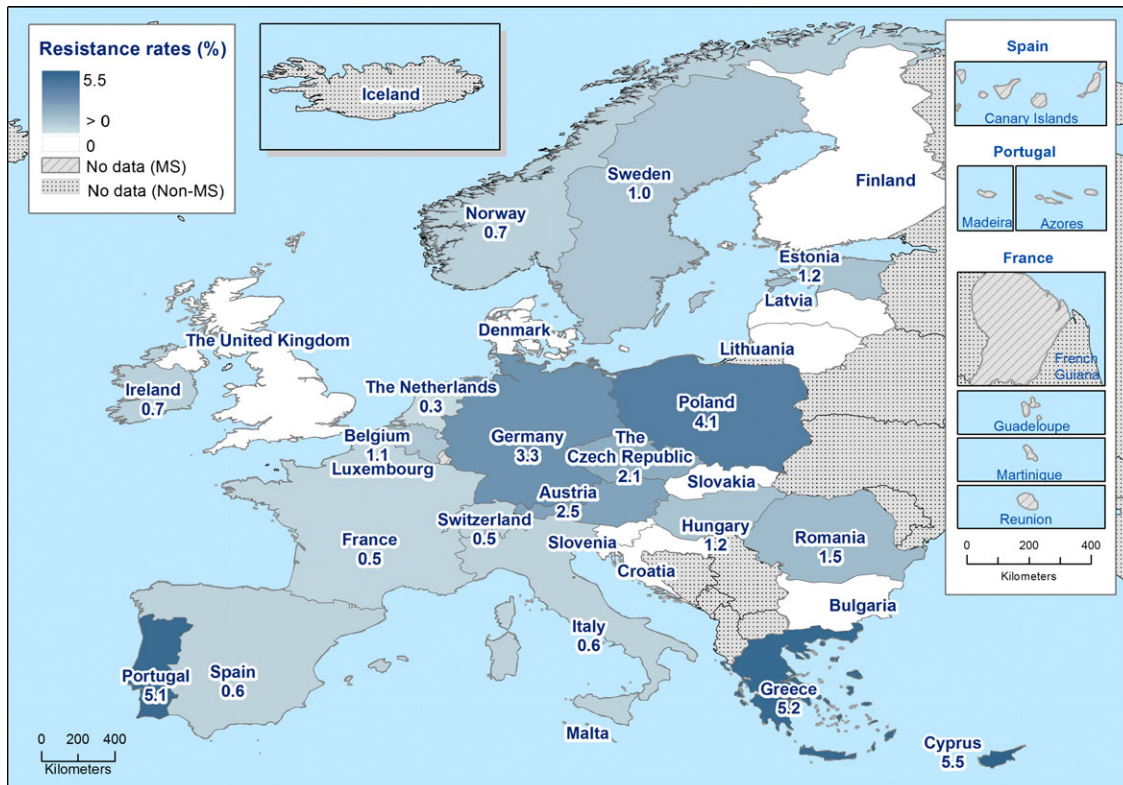 Resistance rates (%)
5.5
> 0
0
No data (MS)
No data (Non-MS)
Iceland
Spain
Canary Islands
Portugal
Madeira
Azores
France
French
Guiana
Guadeloupe
Martinique
Reunion
0 200 400
Kilometers
Finland
Sweden
1.0
Norway
0.7
Estonia
1.2
Latvia
Lithuania
Denmark
The United Kingdom
Ireland
0.7
The Netherlands
0.3
Belgium
1.1
Luxembourg
Germany
3.3
Poland
4.1
The
Czech Republic
2.1
Slovakia
Austria
2.5
Switzerland
0.5
France
0.5
Slovenia
Hungary
1.2
Romania
1.5
Croatia
Bulgaria
Italy
0.6
Portugal
5.1
Spain
0.6
Greece
5.2
Malta
Cyprus
5.5
0 200 400
Kilometers